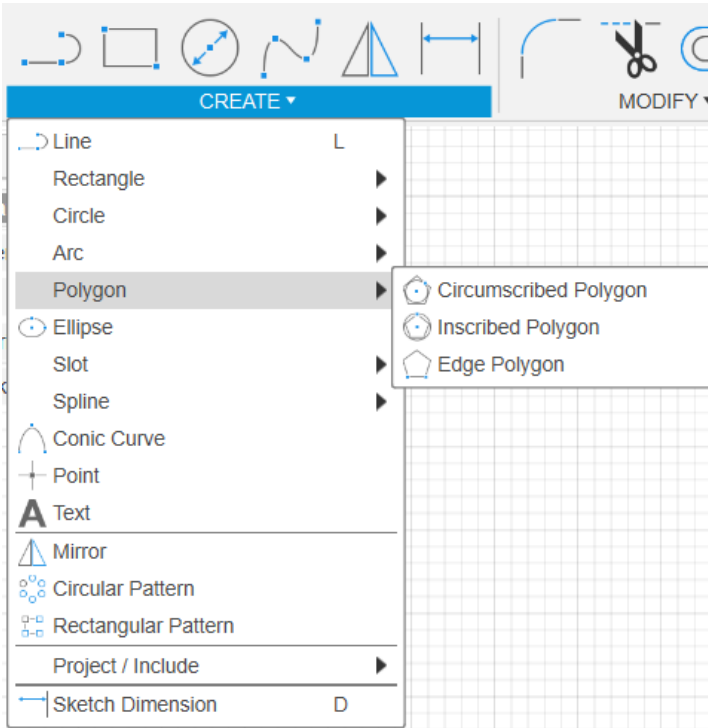 CREATE ▾
MODIFY ▾
Line L
Rectangle
Circle
Arc
Polygon
Circumscribed Polygon
Ellipse
Inscribed Polygon
Slot
Edge Polygon
Spline
Conic Curve
Point
A Text
Mirror
Circular Pattern
Rectangular Pattern
Project / Include
Sketch Dimension D